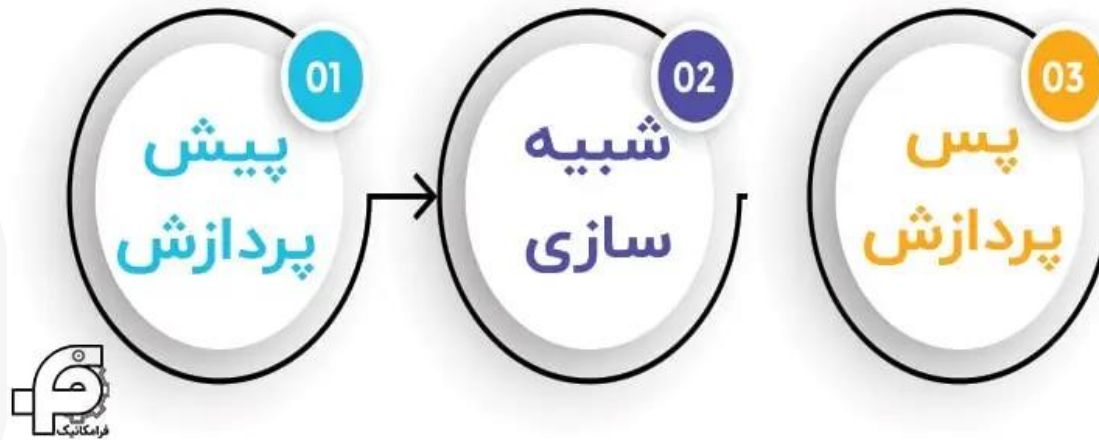 01
پیش
پردازش
02
شبیه
سازی
03
پس
پردازش
فرامکانیک